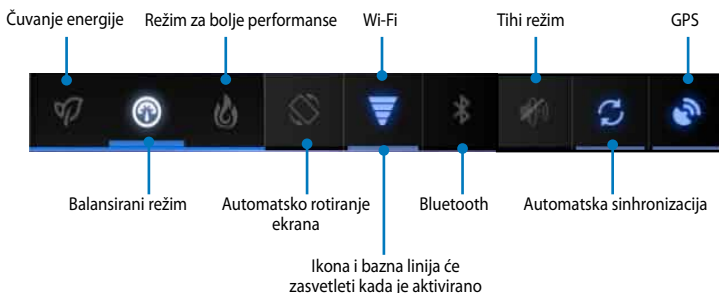 Čuvanje energije
Režim za bolje performanse
Wi-Fi
Tihi režim
GPS
Balansirani režim
Automatsko rotiranje
ekrana
Bluetooth
Automatska sinhronizacija
Ikona i bazna linija će
zasvetleti kada je aktivirano